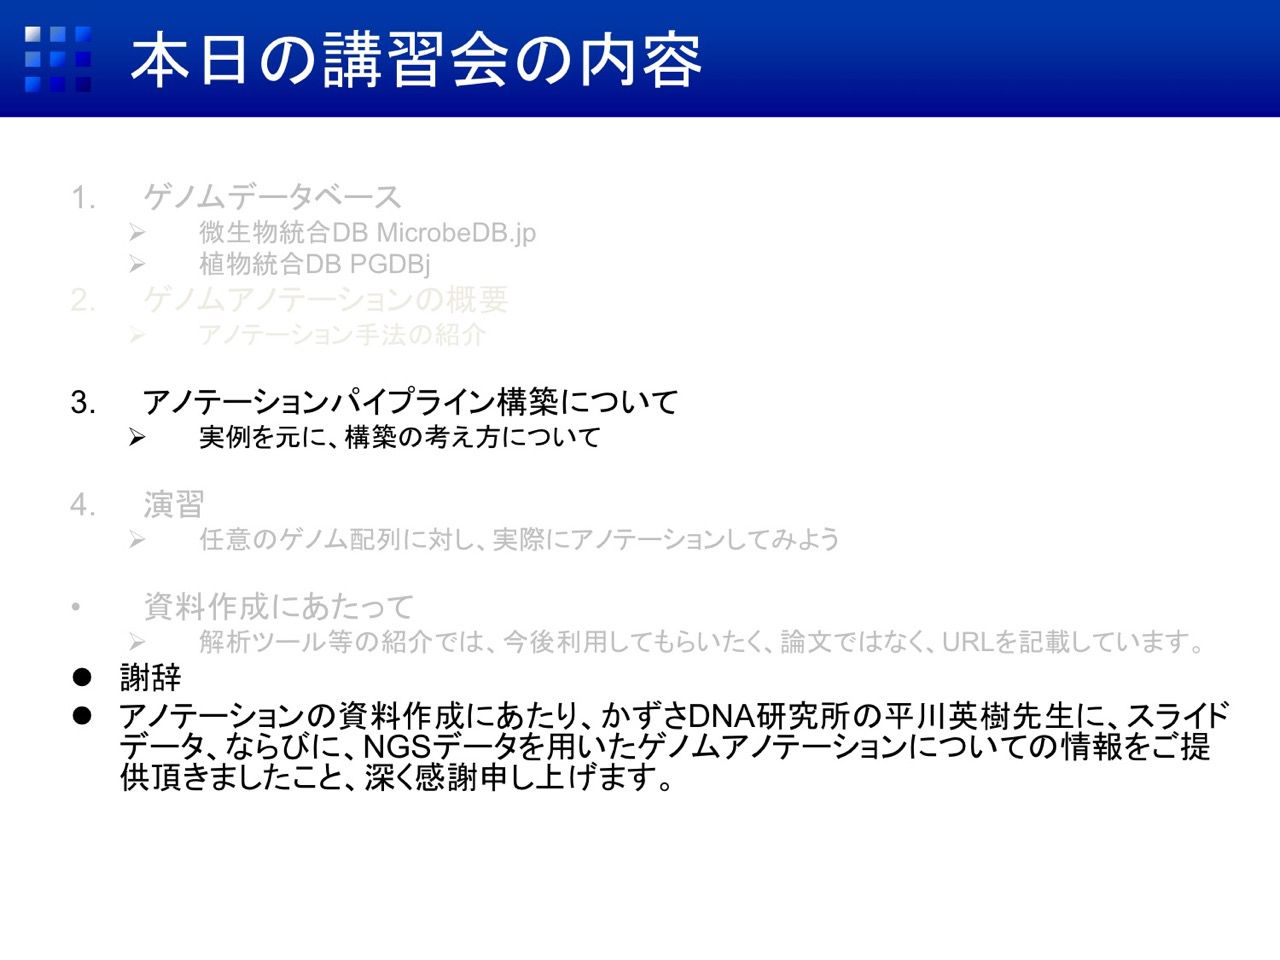 本日の講習会の内容
1. ゲノムデータベース
➢ 微生物統合DB MicrobeDB.jp
➢ 植物統合DB PGDBj
2. ゲノムアノテーションの概要
➢ アノテーション手法の紹介
3. アノテーションパイプライン構築について
➢ 実例を元に、構築の考え方について
4. 演習
➢ 任意のゲノム配列に対し、実際にアノテーションしてみよう
• 資料作成にあたって
➢ 解析ツール等の紹介では、今後利用してもらいたく、論文ではなく、URLを記載しています。
● 謝辞
● アノテーションの資料作成にあたり、かずさDNA研究所の平川英樹先生に、スライド
データ、ならびに、NGSデータを用いたゲノムアノテーションについての情報をご提
供頂きましたこと、深く感謝申し上げます。